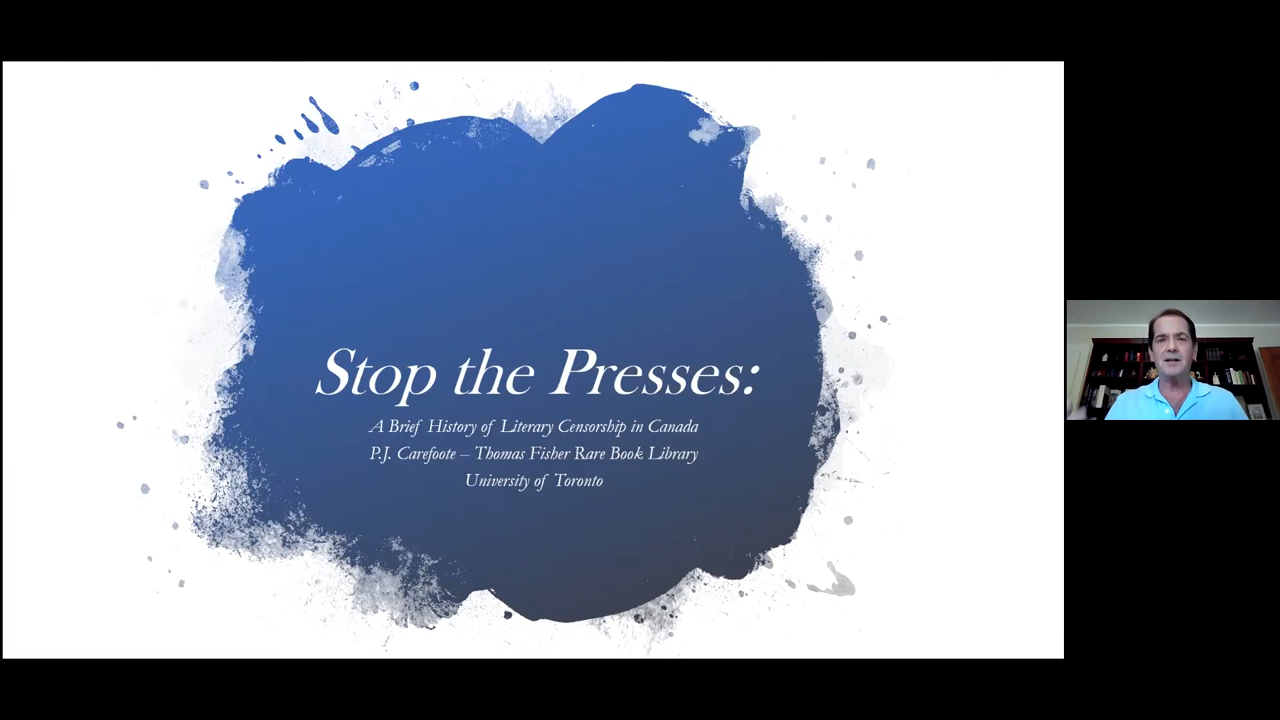 Stop the Presses:
A Brief History of Literary Censorship in Canada
P.J. Carefoote – Thomas Fisher Rare Book Library
University of Toronto